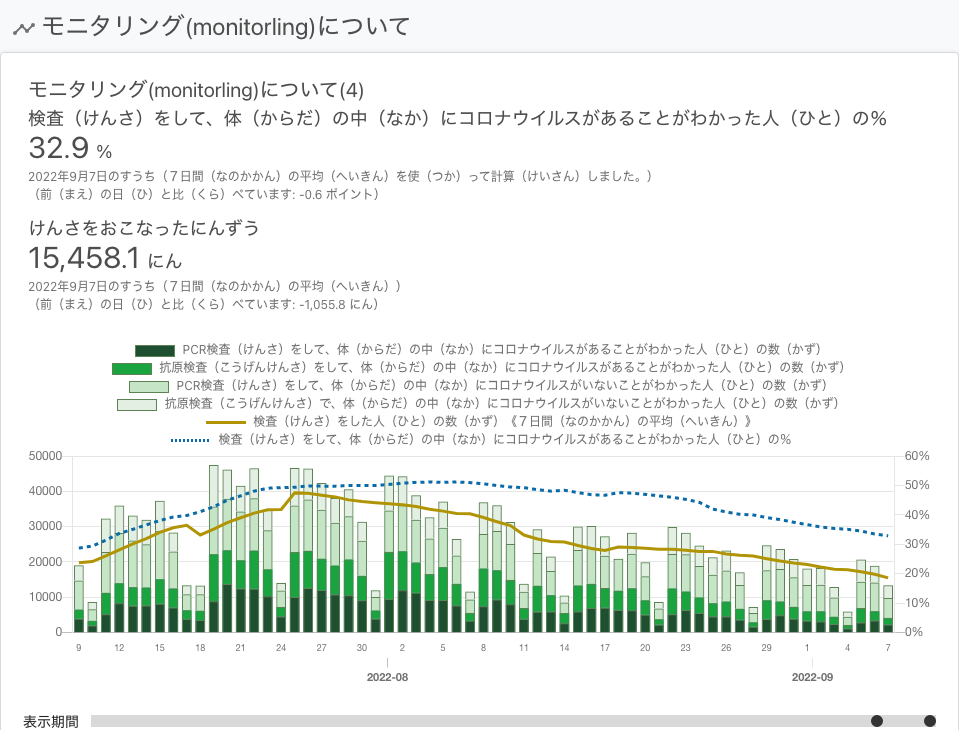 モニタリング(monitorling)について
モニタリング(monitorling)について(4)
検査（けんさ）をして、体（からだ）の中（なか）にコロナウイルスがあることがわかった人（ひと）の%
32.9 %
2022年9月7日のすうち（７日間（なのかかん）の平均（へいきん）を使（つか）って計算（けいさん）しました。）
（前（まえ）の日（ひ）と比（くら）べています: -0.6 ポイント）
けんさをおこなったにんずう
15,458.1 にん
2022年9月7日のすうち（７日間（なのかかん）の平均（へいきん））
（前（まえ）の日（ひ）と比（くら）べています: -1,055.8 にん）
PCR検査（けんさ）をして、体（からだ）の中（なか）にコロナウイルスがあることがわかった人（ひと）の数（かず）
抗原検査（こうげんけんさ）をして、体（からだ）の中（なか）にコロナウイルスがあることがわかった人（ひと）の数（かず）
PCR検査（けんさ）をして、体（からだ）の中（なか）にコロナウイルスがいないことがわかった人（ひと）の数（かず）
抗原検査（こうげんけんさ）で、体（からだ）の中（なか）にコロナウイルスがいないことがわかった人（ひと）の数（かず）
検査（けんさ）をした人（ひと）の数（かず）《７日間（なのかかん）の平均（へいきん）》
検査（けんさ）をして、体（からだ）の中（なか）にコロナウイルスがあることがわかった人（ひと）の%
50000 60%
40000 50%
30000 40%
20000 30%
10000 20%
0 10%
0%
9 12 15 18 21 24 27 30 2 5 8 11 14 17 20 23 26 29 1 4 7
2022-08 2022-09
表示期間